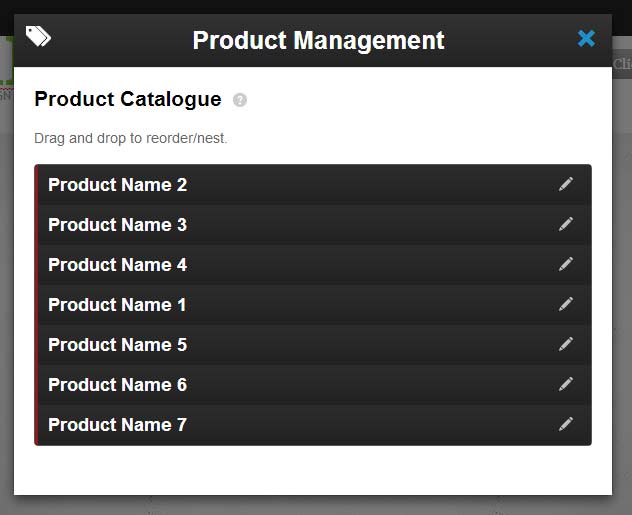 Product Management
Product Catalogue ?
Drag and drop to reorder/nest.
Product Name 2
Product Name 3
Product Name 4
Product Name 1
Product Name 5
Product Name 6
Product Name 7